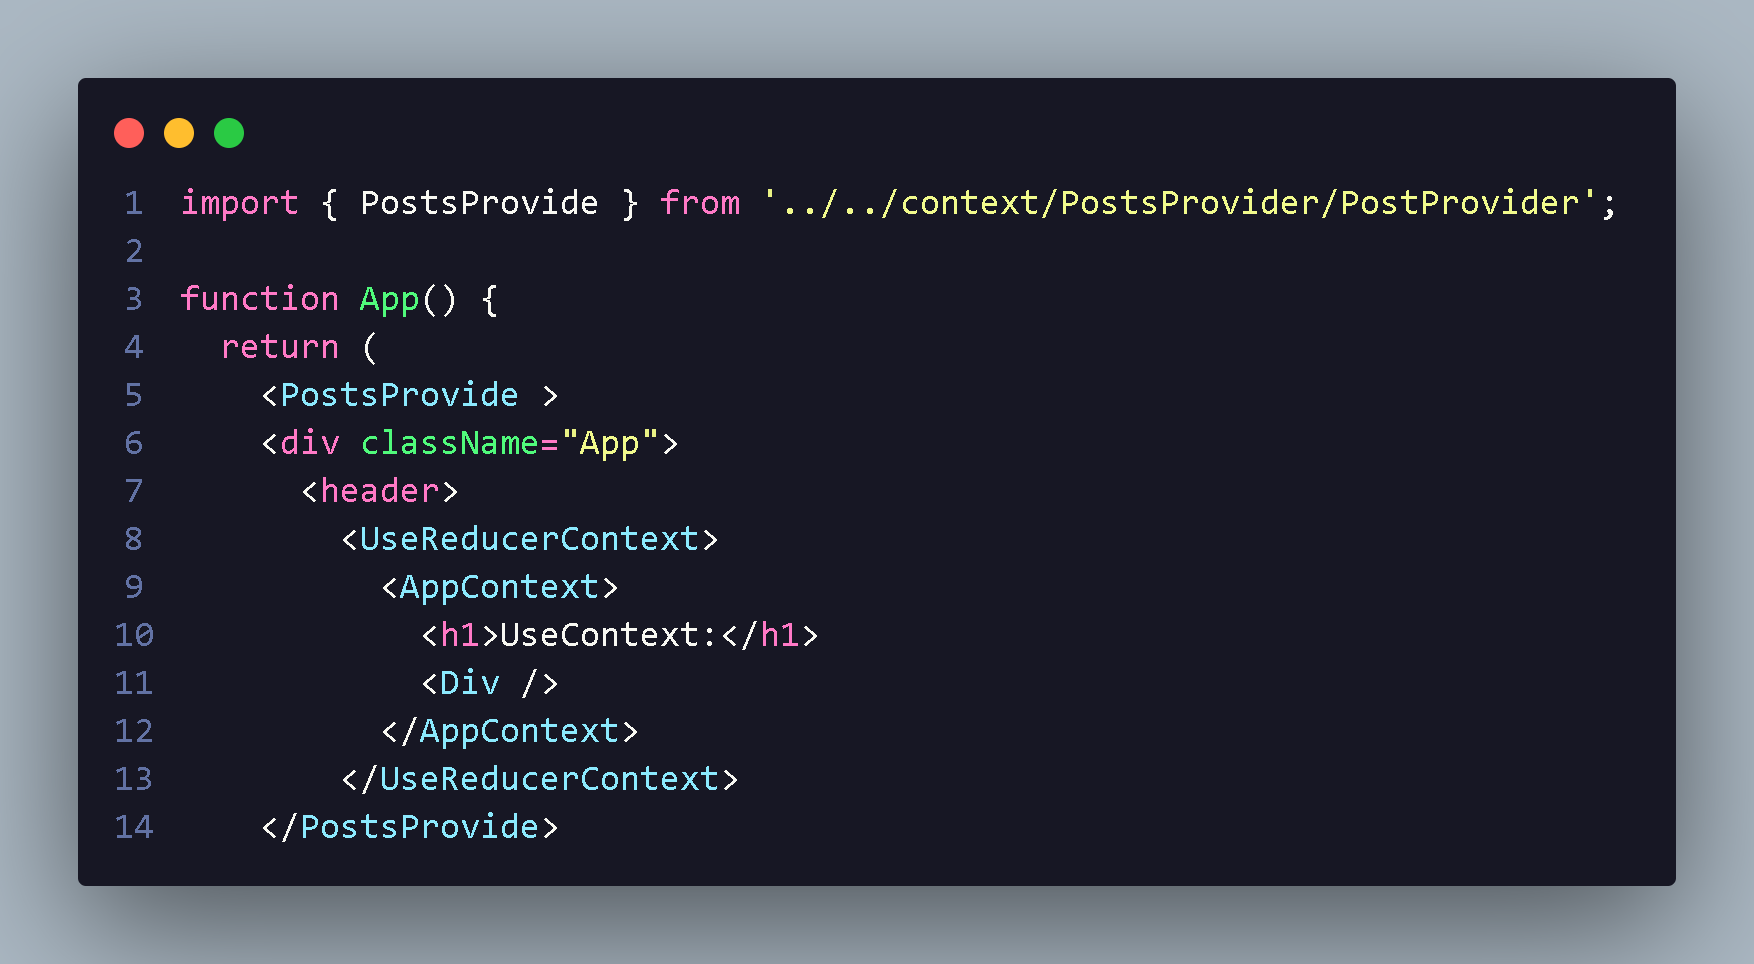 1 import { PostsProvide } from '../../context/PostsProvider/PostProvider';
2
3 function App() {
4   return (
5     <PostsProvide >
6     <div className="App">
7       <header>
8         <UseReducerContext>
9           <AppContext>
10             <h1>UseContext:</h1>
11             <Div />
12           </AppContext>
13         </UseReducerContext>
14     </PostsProvide>